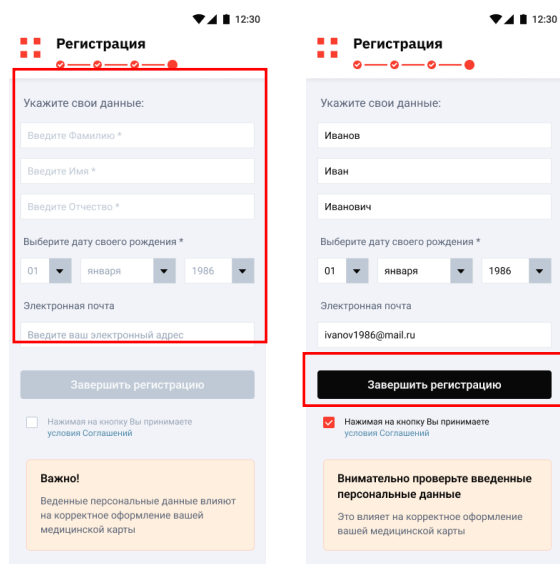 12:30
Регистрация
Укажите свои данные:
Введите Фамилию *
Введите Имя *
Введите Отчество *
Выберите дату своего рождения *
01 января 1986
Электронная почта
Введите ваш электронный адрес
Завершить регистрацию
Нажимая на кнопку Вы принимаете
условия Соглашений
Важно!
Веденные персональные данные влияют
на корректное оформление вашей
медицинской карты
12:30
Регистрация
Укажите свои данные:
Иванов
Иван
Иванович
Выберите дату своего рождения *
01 января 1986
Электронная почта
ivanov1986@mail.ru
Завершить регистрацию
Нажимая на кнопку Вы принимаете
условия Соглашений
Внимательно проверьте введенные
персональные данные
Это влияет на корректное оформление
вашей медицинской карты